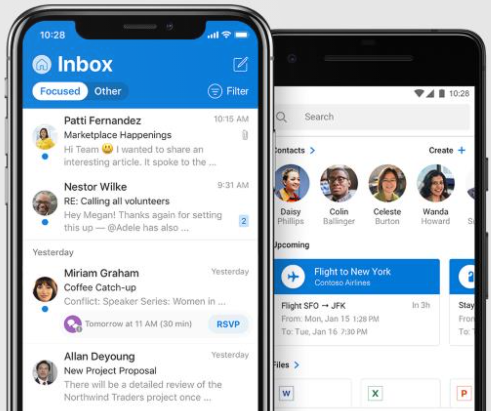 10:28
Inbox
Focused Other Filter
Patti Fernandez 10:15 AM
Marketplace Happenings
Hi Team 😀 I wanted to share an
interesting article. It spoke to the ...
Nestor Wilke 9:31 AM
RE: Calling all volunteers
Hey Megan! Thanks again for setting
this up — @Adele has also ... 2
Yesterday
Miriam Graham Yesterday
Coffee Catch-up
Conflict: Speaker Series: Women in ...
Tomorrow at 11 AM (30 min) RSVP
Allan Deyoung Yesterday
New Project Proposal
There will be a detailed review of the
Northwind Traders project once ...
10:28
Search
Contacts > Create +
Daisy Colin Celeste Wanda
Phillips Ballinger Burton Howard
Upcoming
Flight to New York
Contoso Airlines
Flight SFO → JFK In 3h Stay
From: Mon, Jan 15 1:28 PM
To: Tue, Jan 16 7:30 PM
Files >
W X P